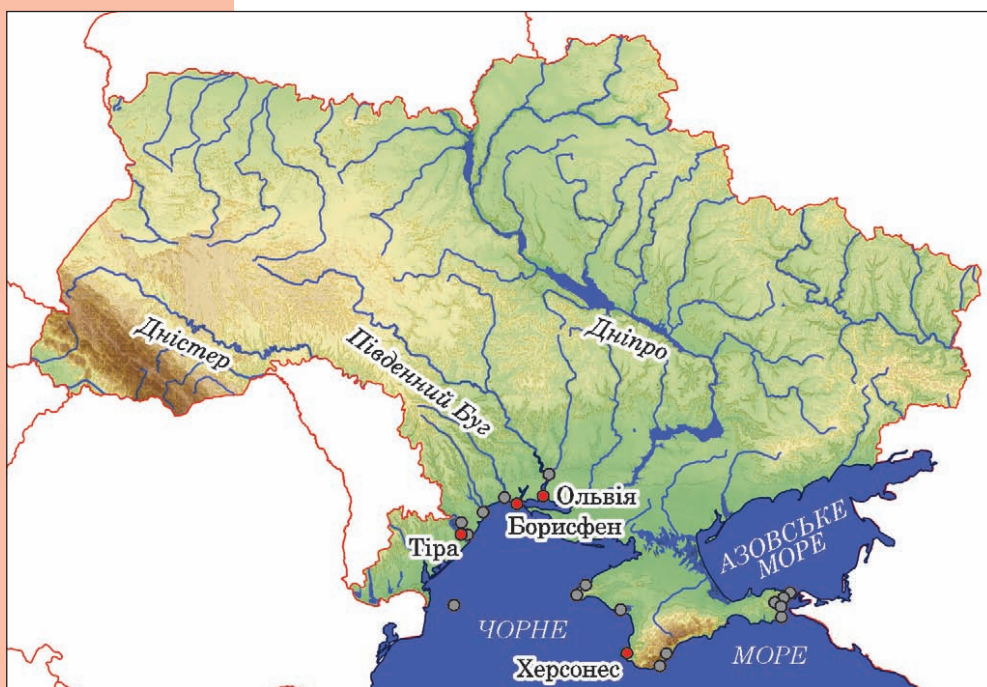 Дністер
Південний Буг
Дніпро
Ольвія
Борисфен
Тіра
АЗОВСЬКЕ
МОРЕ
ЧОРНЕ
МОРЕ
Херсонес